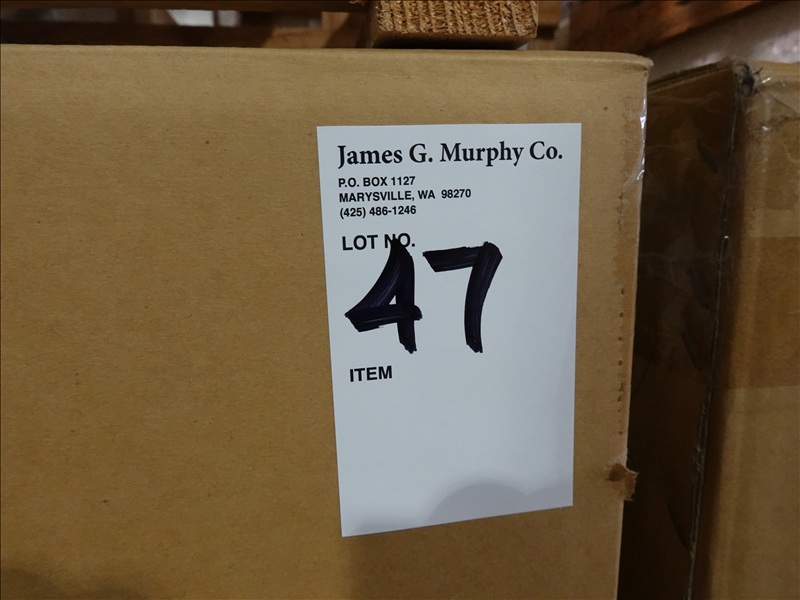 James G. Murphy Co.
P.O. BOX 1127
MARYSVILLE, WA 98270
(425) 486-1246
LOT NO.
47
ITEM